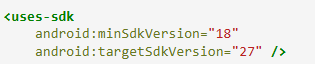 <uses-sdk
android:minSdkVersion="18"
android:targetSdkVersion="27" />